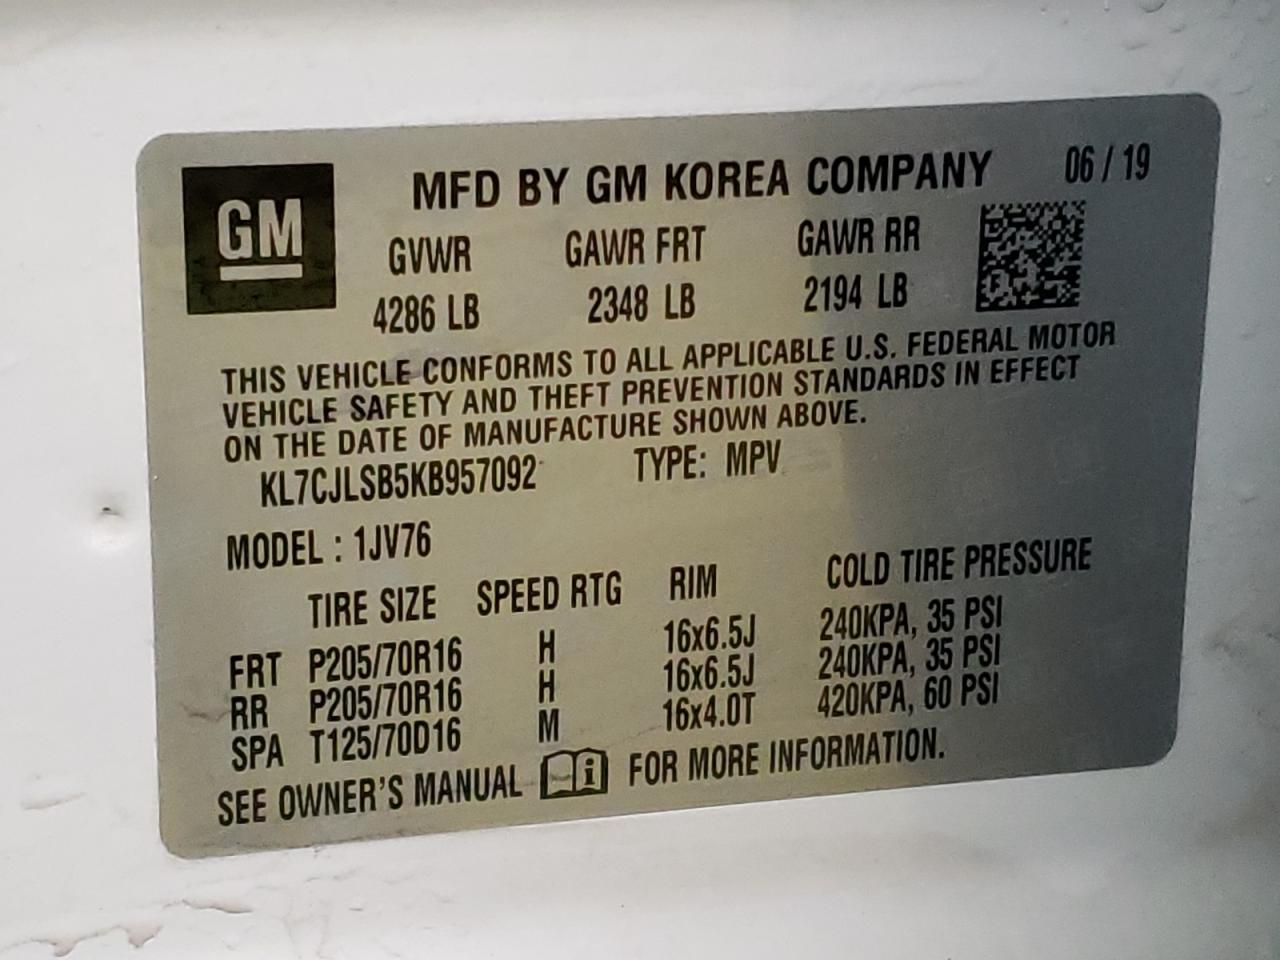 GM
MFD BY GM KOREA COMPANY 06 / 19
GVWR GAWR FRT GAWR RR
4286 LB 2348 LB 2194 LB
THIS VEHICLE CONFORMS TO ALL APPLICABLE U.S. FEDERAL MOTOR
VEHICLE SAFETY AND THEFT PREVENTION STANDARDS IN EFFECT
ON THE DATE OF MANUFACTURE SHOWN ABOVE.
KL7CJLSB5KB957092 TYPE: MPV
MODEL : 1JV76
TIRE SIZE SPEED RTG RIM COLD TIRE PRESSURE
FRT P205/70R16 H 16x6.5J 240KPA, 35 PSI
RR P205/70R16 H 16x6.5J 240KPA, 35 PSI
SPA T125/70D16 M 16x4.0T 420KPA, 60 PSI
SEE OWNER'S MANUAL i FOR MORE INFORMATION.